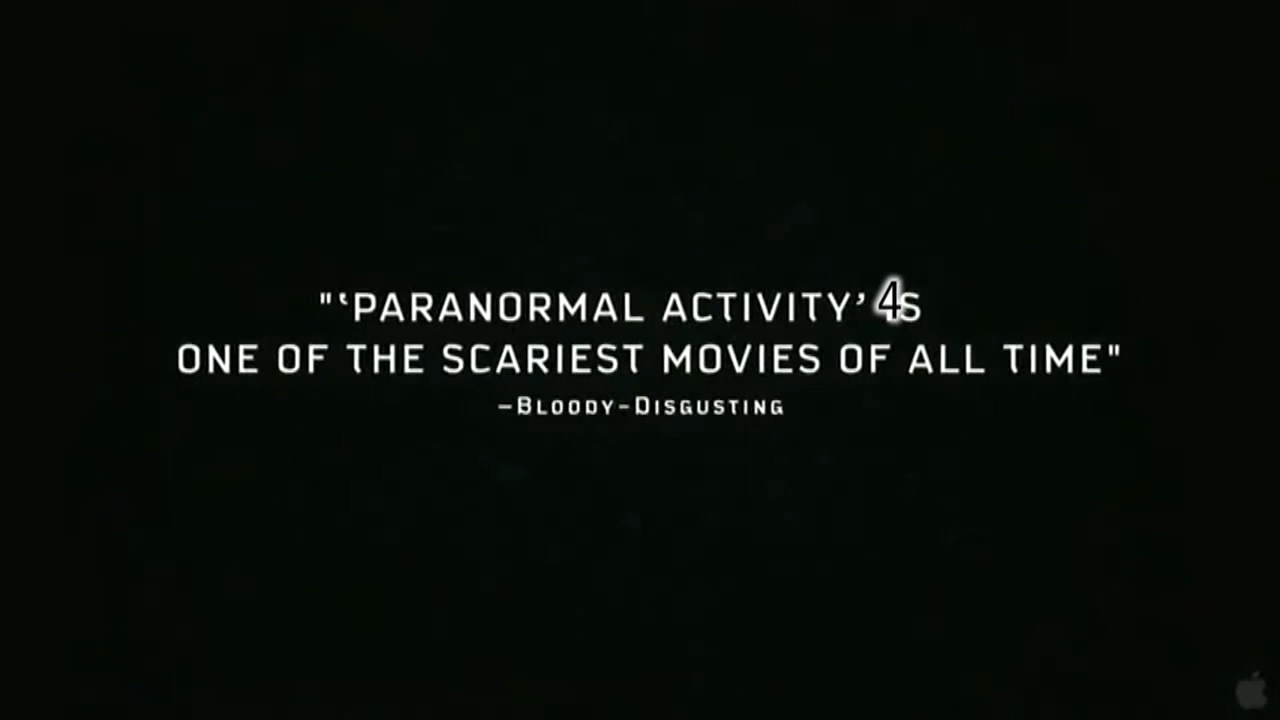 "‘PARANORMAL ACTIVITY’ 4S
ONE OF THE SCARIEST MOVIES OF ALL TIME"
—BLOODY-DISGUSTING